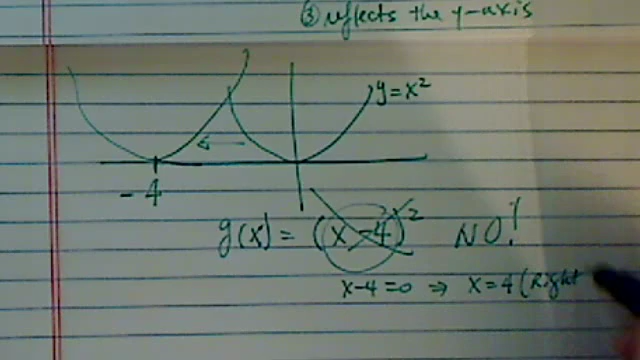 ③ reflects the y-axis
y=x²
-4
g(x) = (x-4)² NO!
x-4=0 ⇒ x=4 (Right